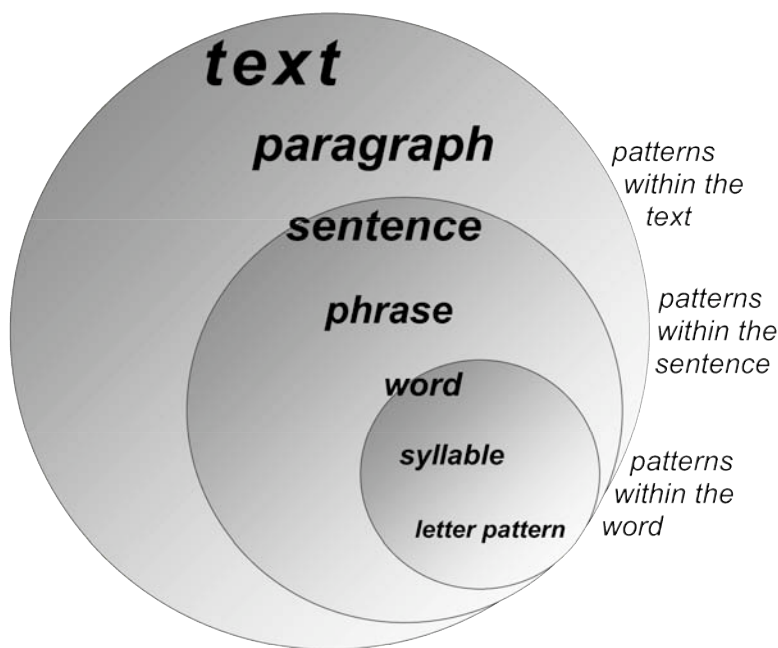 text
paragraph
patterns
within the
text
sentence
phrase
patterns
within the
sentence
word
syllable
patterns
within the
word
letter pattern